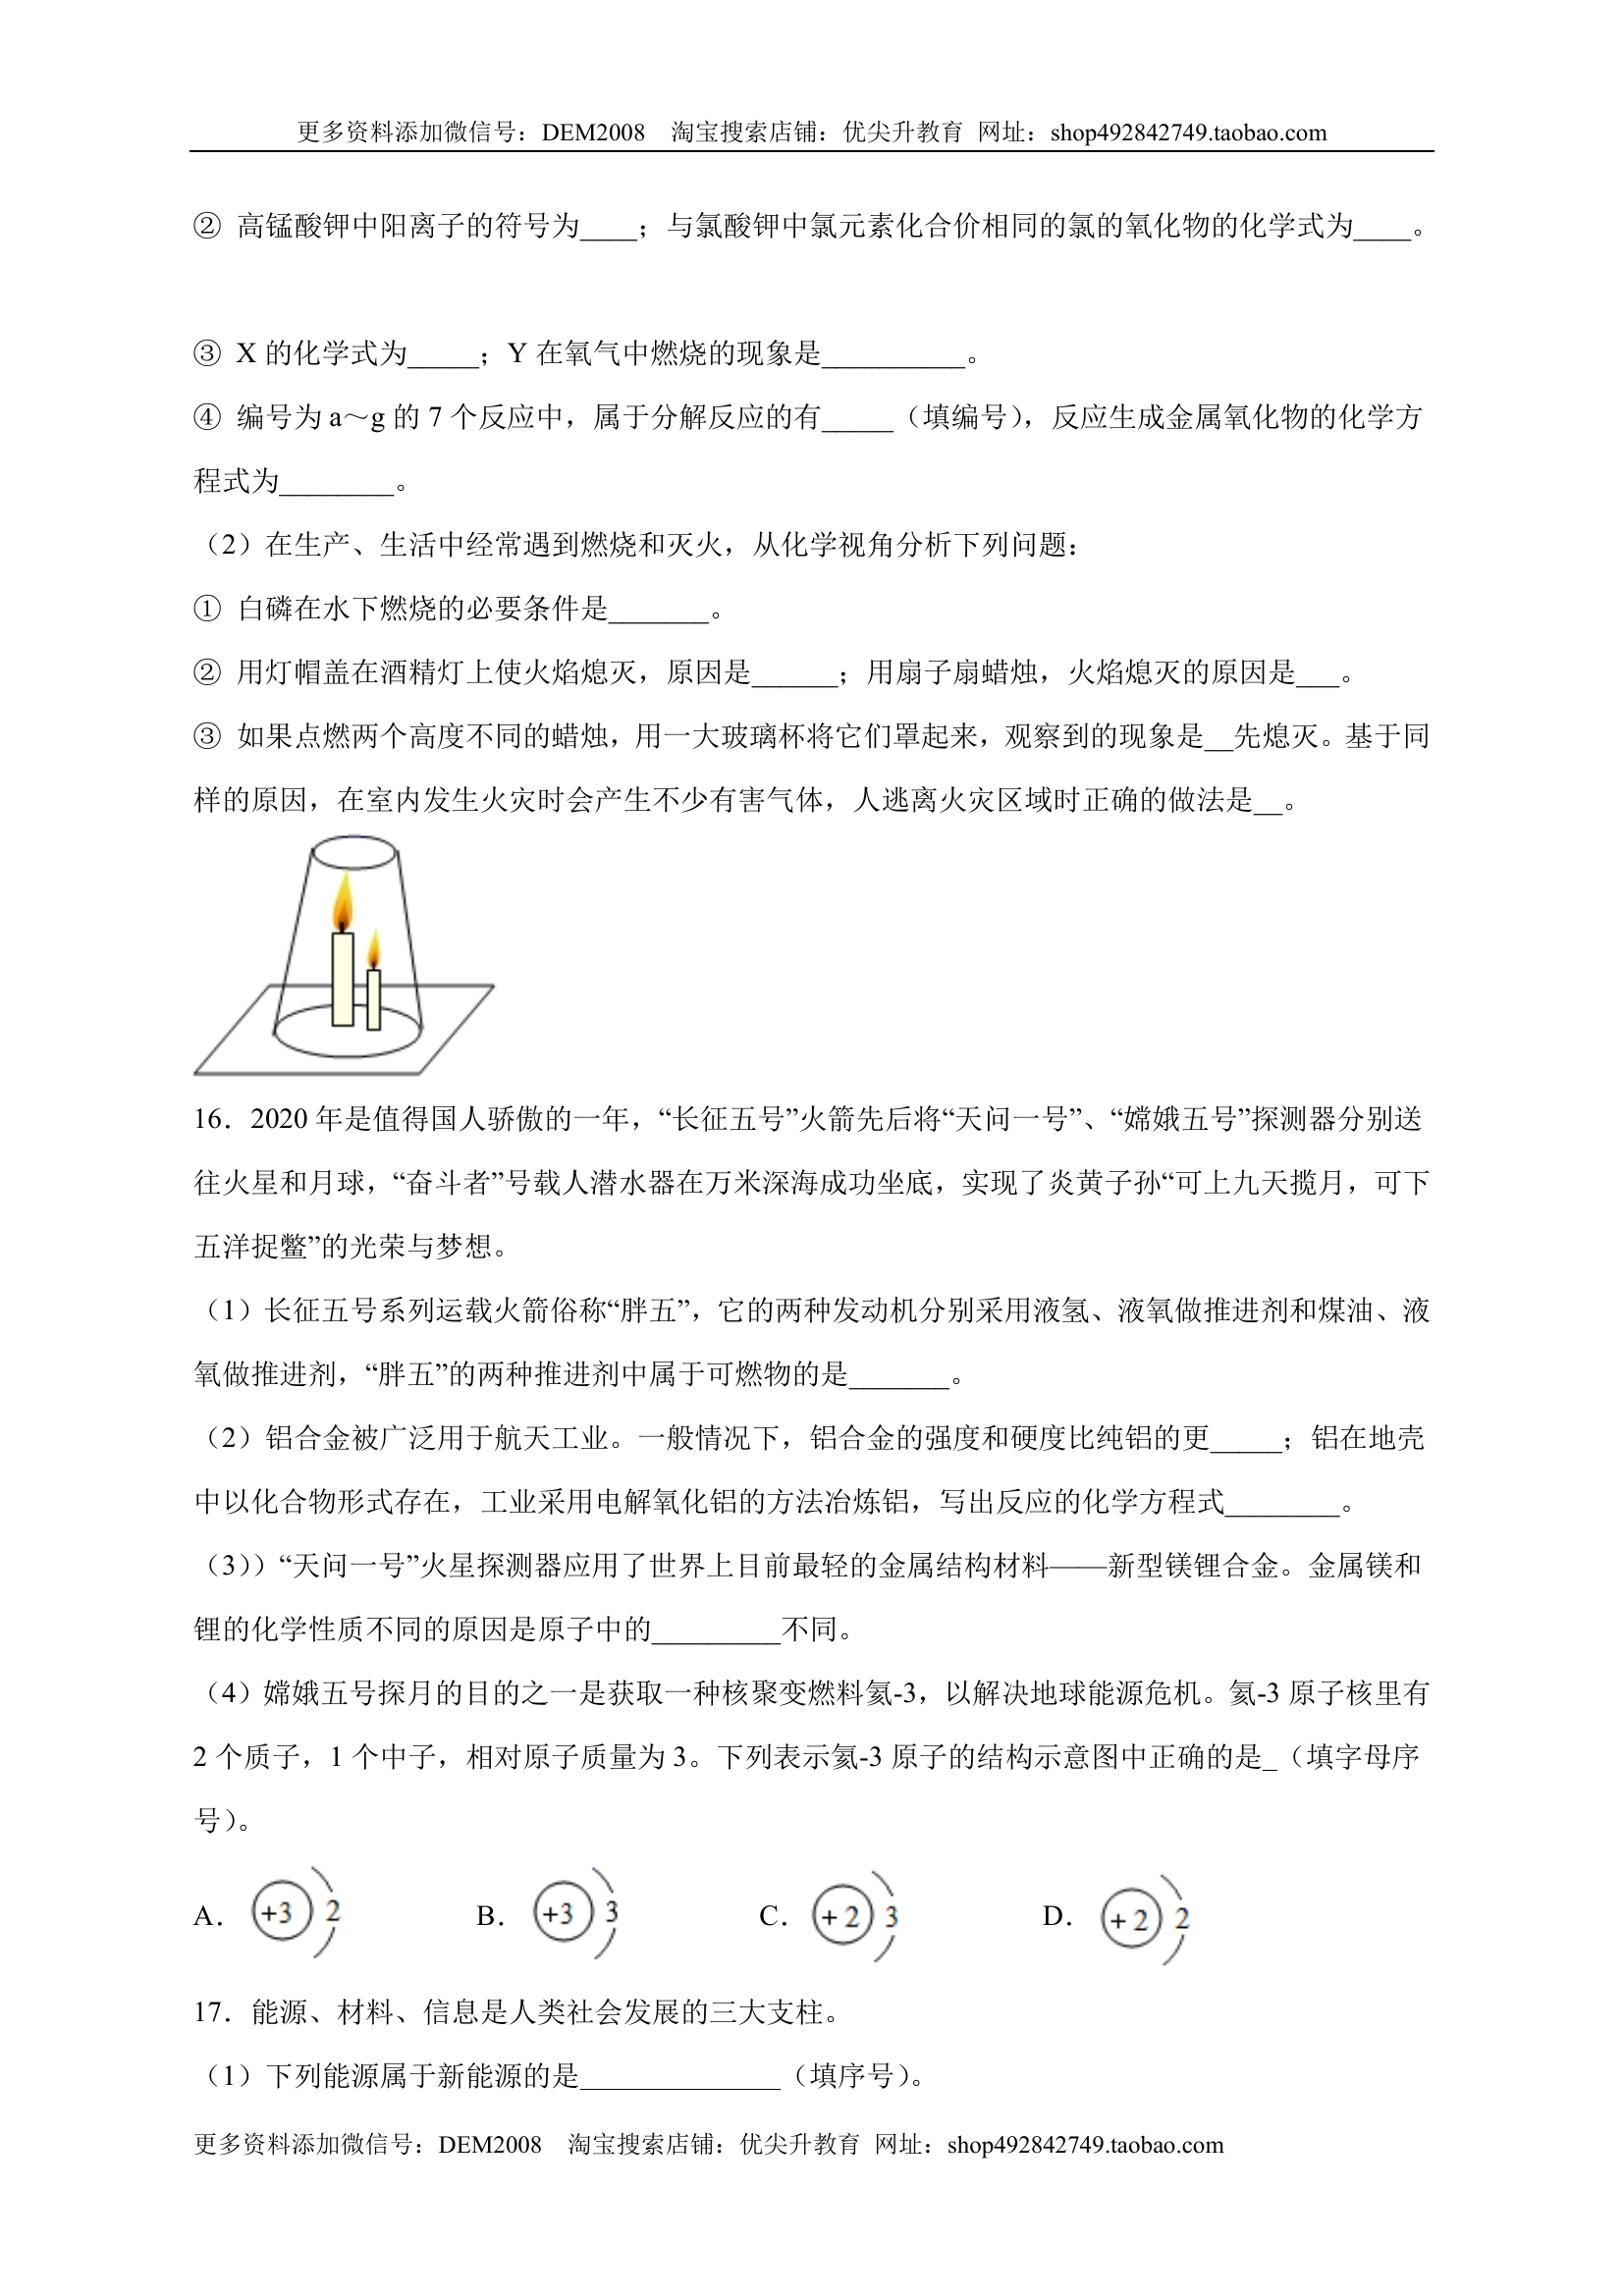 更多资料添加微信号：DEM2008 淘宝搜索店铺：优尖升教育 网址：shop492842749.taobao.com
② 高锰酸钾中阳离子的符号为____；与氯酸钾中氯元素化合价相同的氯的氧化物的化学式为____。
③ X 的化学式为_____；Y 在氧气中燃烧的现象是__________。
④ 编号为 a～g 的 7 个反应中，属于分解反应的有_____（填编号），反应生成金属氧化物的化学方
程式为________。
（2）在生产、生活中经常遇到燃烧和灭火，从化学视角分析下列问题：
① 白磷在水下燃烧的必要条件是_______。
② 用灯帽盖在酒精灯上使火焰熄灭，原因是______；用扇子扇蜡烛，火焰熄灭的原因是___。
③ 如果点燃两个高度不同的蜡烛，用一大玻璃杯将它们罩起来，观察到的现象是__先熄灭。基于同
样的原因，在室内发生火灾时会产生不少有害气体，人逃离火灾区域时正确的做法是__。
16．2020 年是值得国人骄傲的一年，“长征五号”火箭先后将“天问一号”、“嫦娥五号”探测器分别送
往火星和月球，“奋斗者”号载人潜水器在万米深海成功坐底，实现了炎黄子孙“可上九天揽月，可下
五洋捉鳖”的光荣与梦想。
（1）长征五号系列运载火箭俗称“胖五”，它的两种发动机分别采用液氢、液氧做推进剂和煤油、液
氧做推进剂，“胖五”的两种推进剂中属于可燃物的是_______。
（2）铝合金被广泛用于航天工业。一般情况下，铝合金的强度和硬度比纯铝的更_____；铝在地壳
中以化合物形式存在，工业采用电解氧化铝的方法冶炼铝，写出反应的化学方程式________。
（3））“天问一号”火星探测器应用了世界上目前最轻的金属结构材料——新型镁锂合金。金属镁和
锂的化学性质不同的原因是原子中的_________不同。
（4）嫦娥五号探月的目的之一是获取一种核聚变燃料氦-3，以解决地球能源危机。氦-3 原子核里有
2 个质子，1 个中子，相对原子质量为 3。下列表示氦-3 原子的结构示意图中正确的是_（填字母序
号）。
A． +3 2 B． +3 3 C． +2 3 D． +2 2
17．能源、材料、信息是人类社会发展的三大支柱。
（1）下列能源属于新能源的是______________（填序号）。
更多资料添加微信号：DEM2008 淘宝搜索店铺：优尖升教育 网址：shop492842749.taobao.com